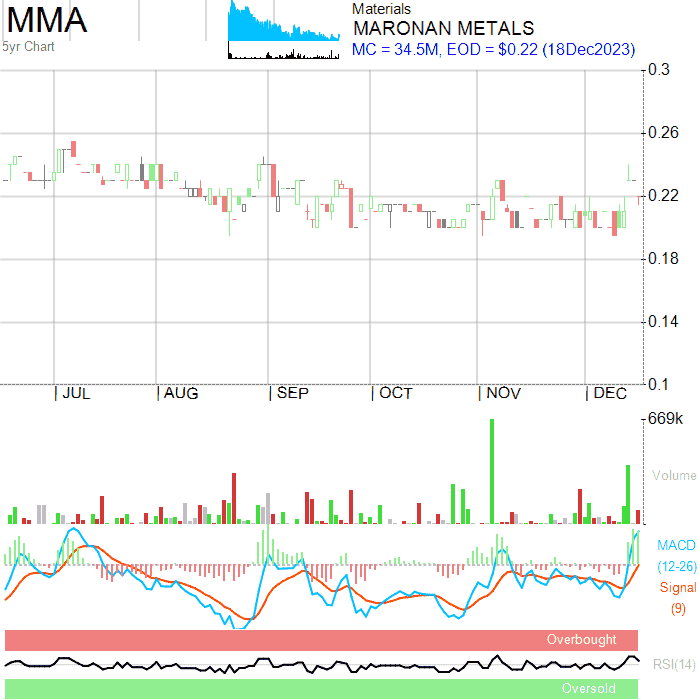 MMA
5yr Chart
Materials
MARONAN METALS
MC = 34.5M, EOD = $0.22 (18Dec2023)
0.3
0.26
0.22
0.18
0.14
0.1
JUL AUG SEP OCT NOV DEC
669k
Volume
MACD
(12-26)
Signal
(9)
Overbought
RSI(14)
Oversold